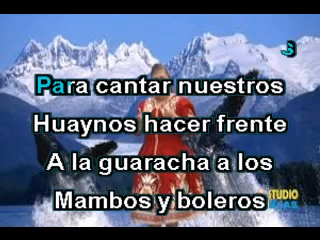 Para cantar nuestros
Huaynos hacer frente
A la guaracha a los
Mambos y boleros
STUDIO